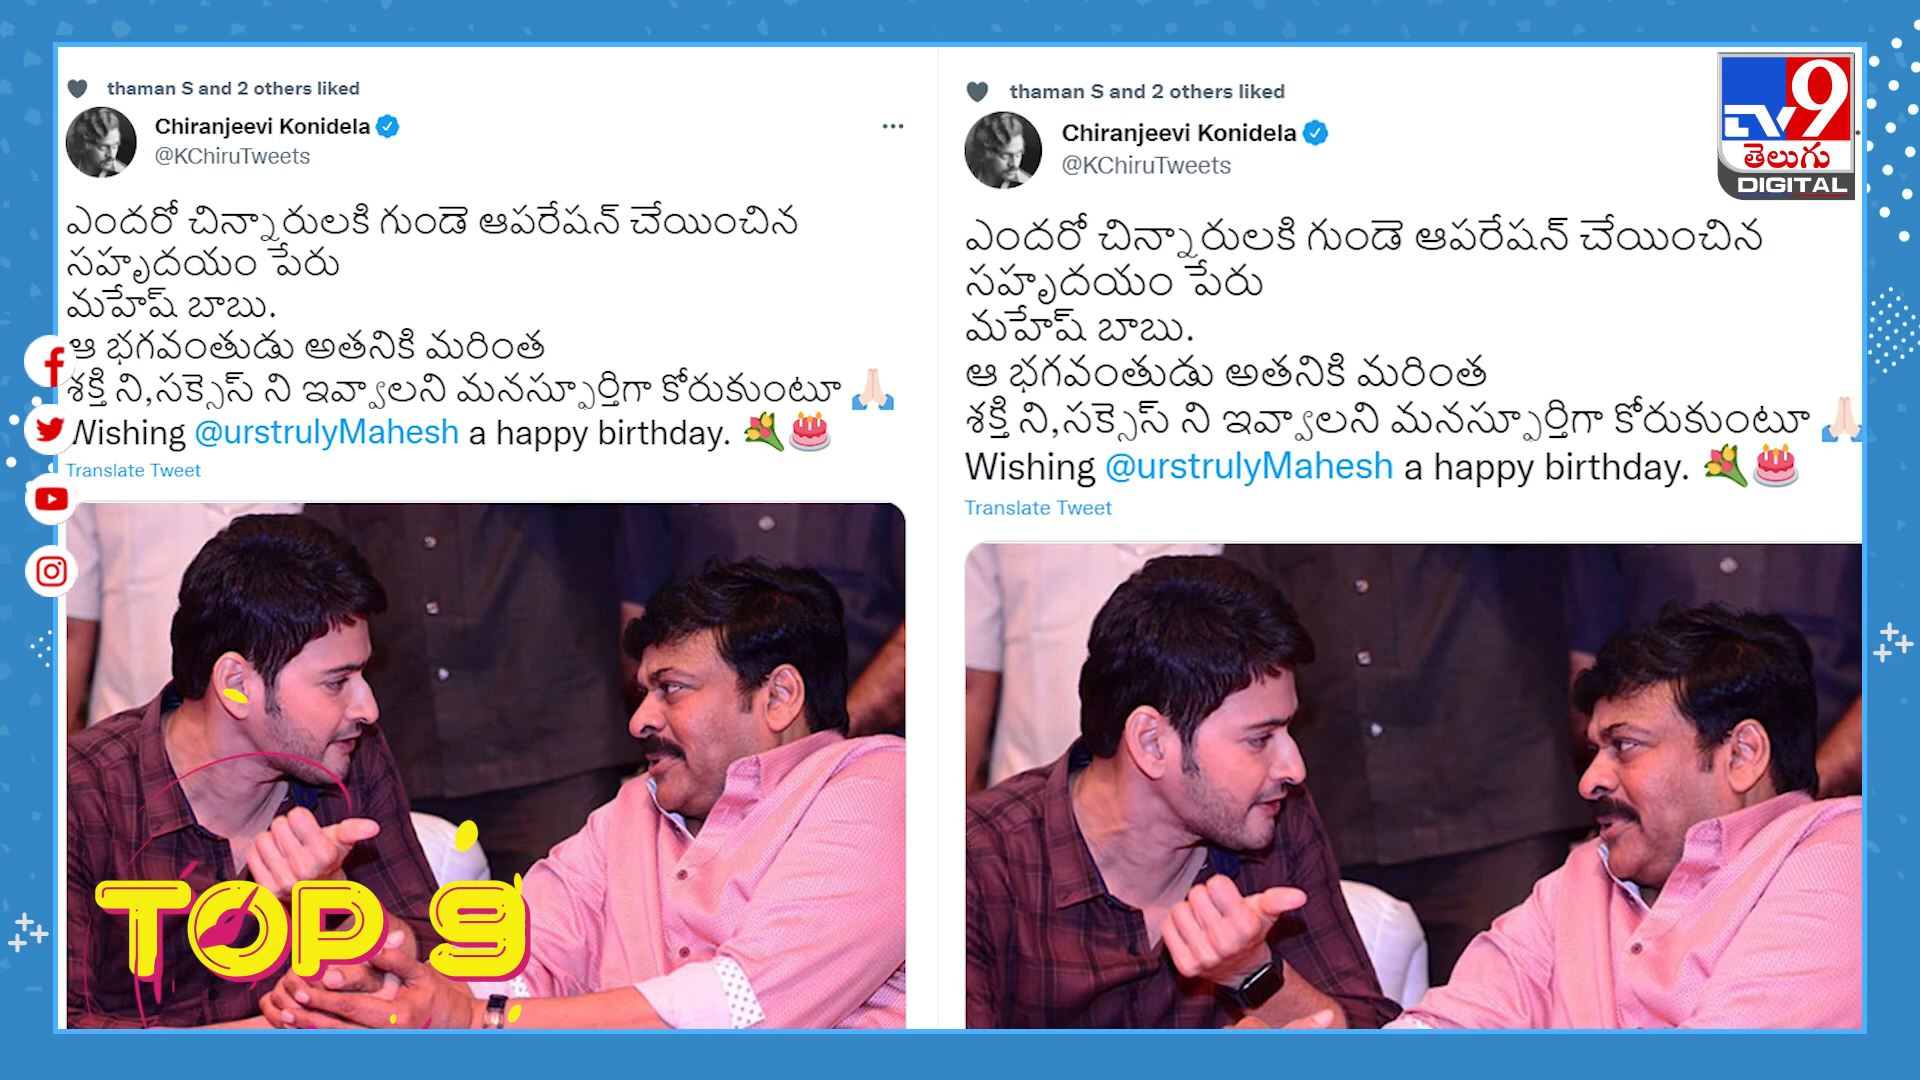 thaman S and 2 others liked
Chiranjeevi Konidela
@KChiruTweets
ఎందరో చిన్నారులకి గుండె ఆపరేషన్ చేయించిన
సహృదయం పేరు
మహేష్ బాబు.
ఆ భగవంతుడు అతనికి మరింత
శక్తి ని,సక్సెస్ ని ఇవ్వాలని మనస్ఫూర్తిగా కోరుకుంటూ 🙏🏻
Wishing @urstrulyMahesh a happy birthday. 💐🎂
Translate Tweet
TOP 9
thaman S and 2 others liked
Chiranjeevi Konidela
@KChiruTweets
ఎందరో చిన్నారులకి గుండె ఆపరేషన్ చేయించిన
సహృదయం పేరు
మహేష్ బాబు.
ఆ భగవంతుడు అతనికి మరింత
శక్తి ని,సక్సెస్ ని ఇవ్వాలని మనస్ఫూర్తిగా కోరుకుంటూ 🙏🏻
Wishing @urstrulyMahesh a happy birthday. 💐🎂
Translate Tweet
TV9
తెలుగు
DIGITAL